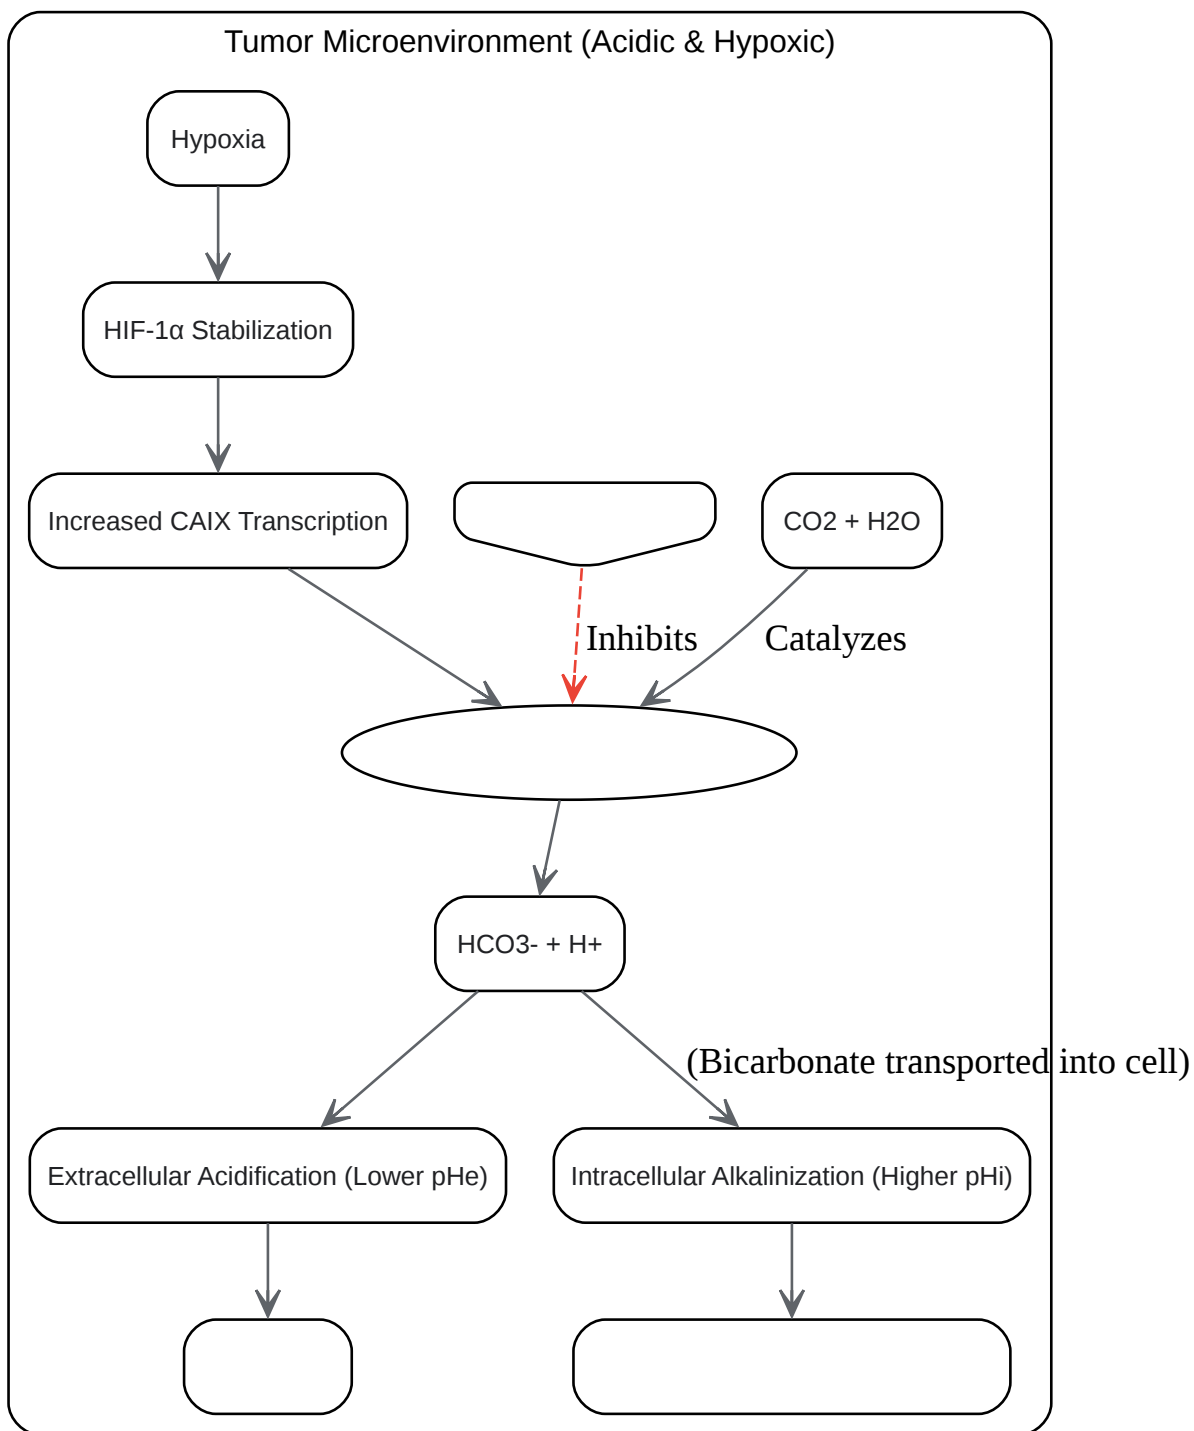 Tumor Microenvironment (Acidic & Hypoxic)
Hypoxia
HIF-1α Stabilization
Increased CAIX Transcription
CO2 + H2O
Inhibits
Catalyzes
HCO3- + H+
(Bicarbonate transported into cell)
Extracellular Acidification (Lower pHe)
Intracellular Alkalinization (Higher pHi)